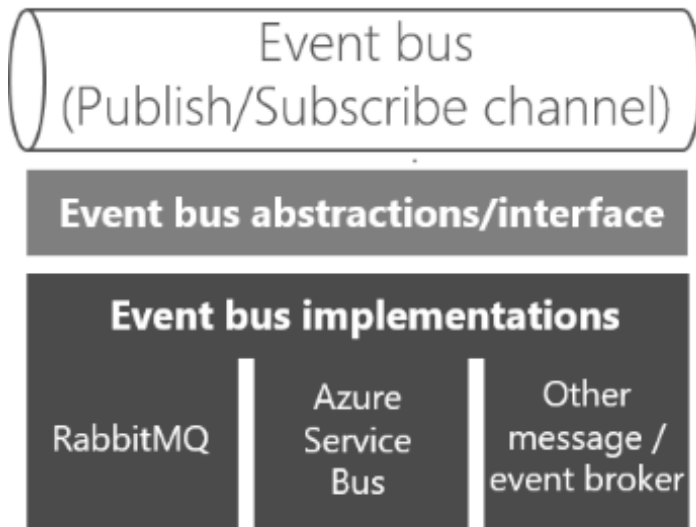 Event bus
(Publish/Subscribe channel)
Event bus abstractions/interface
Event bus implementations
RabbitMQ
Azure
Service
Bus
Other
message /
event broker